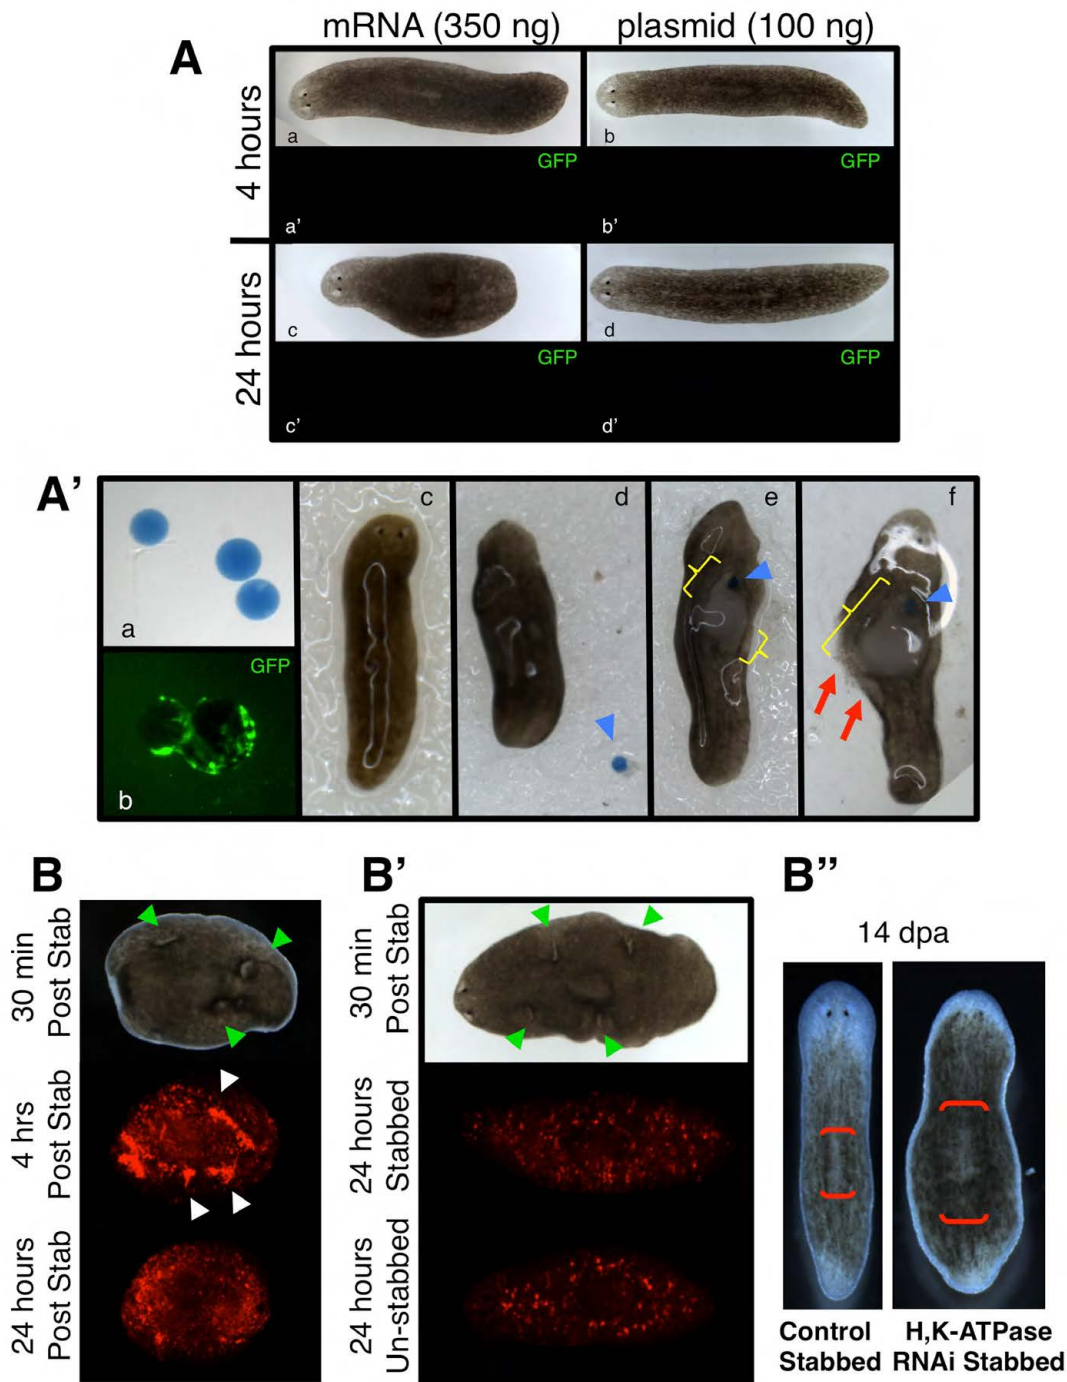 mRNA (350 ng) plasmid (100 ng)
A
4 hours
a b
GFP GFP
a’ b’
24 hours
c d
GFP GFP
c’ d’
A’
a
GFP
b
c d e f
B
30 min
Post Stab
4 hrs
Post Stab
24 hours
Post Stab
B’
30 min
Post Stab
24 hours
Stabbed
24 hours
Un-stabbed
B”
14 dpa
Control
Stabbed
H,K-ATPase
RNAi Stabbed